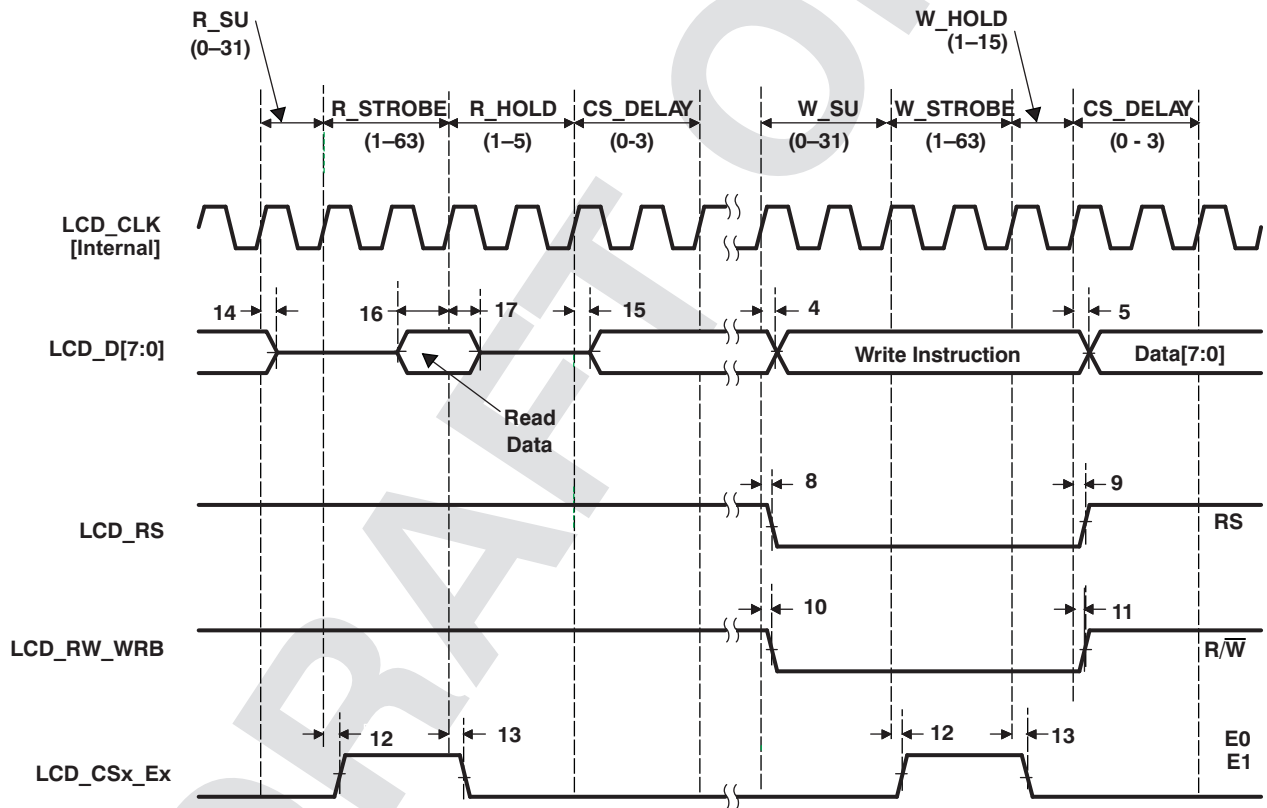 R_SU
(0–31)
W_HOLD
(1–15)
R_STROBE
(1–63)
R_HOLD
(1–5)
CS_DELAY
(0-3)
W_SU
(0–31)
W_STROBE
(1–63)
CS_DELAY
(0 - 3)
LCD_CLK
[Internal]
14
16
17
15
4
5
LCD_D[7:0]
Write Instruction
Data[7:0]
Read
Data
8
9
LCD_RS
RS
10
11
LCD_RW_WRB
R/W
12
13
12
13
E0
E1
LCD_CSx_Ex
DRAFT ON